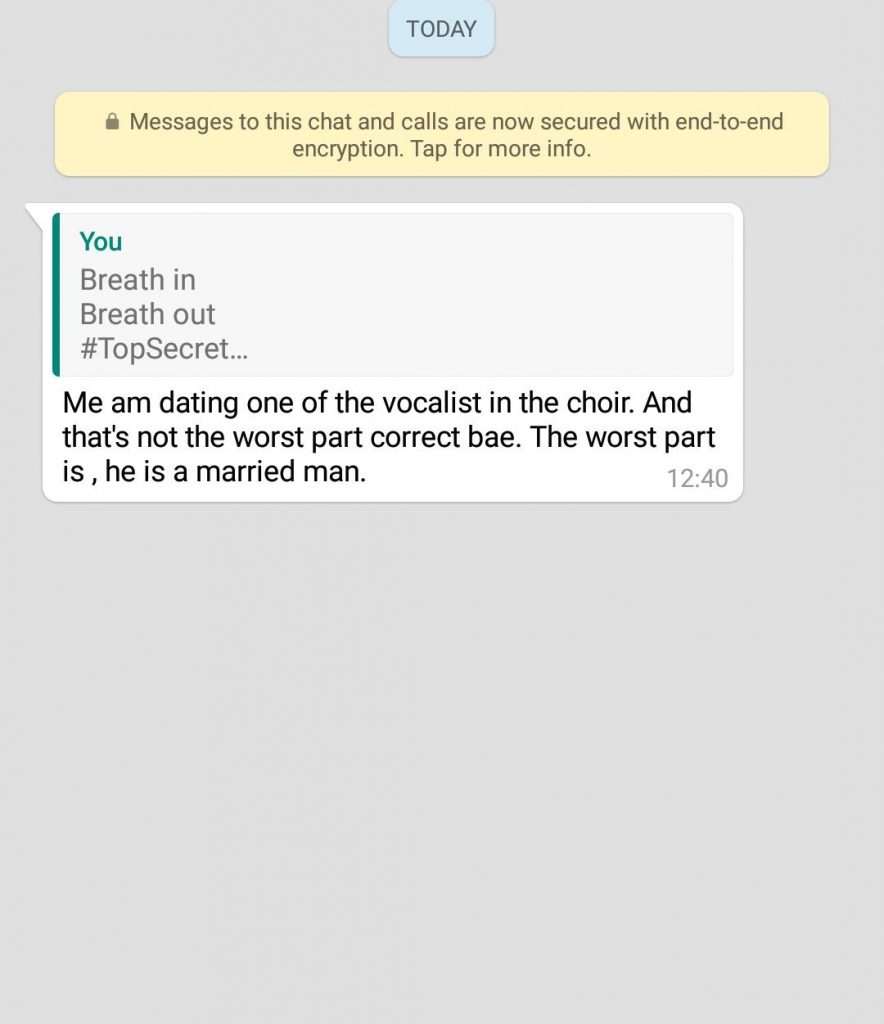 TODAY
Messages to this chat and calls are now secured with end-to-end
encryption. Tap for more info.
You
Breath in
Breath out
#TopSecret...
Me am dating one of the vocalist in the choir. And
that's not the worst part correct bae. The worst part
is , he is a married man.
12:40